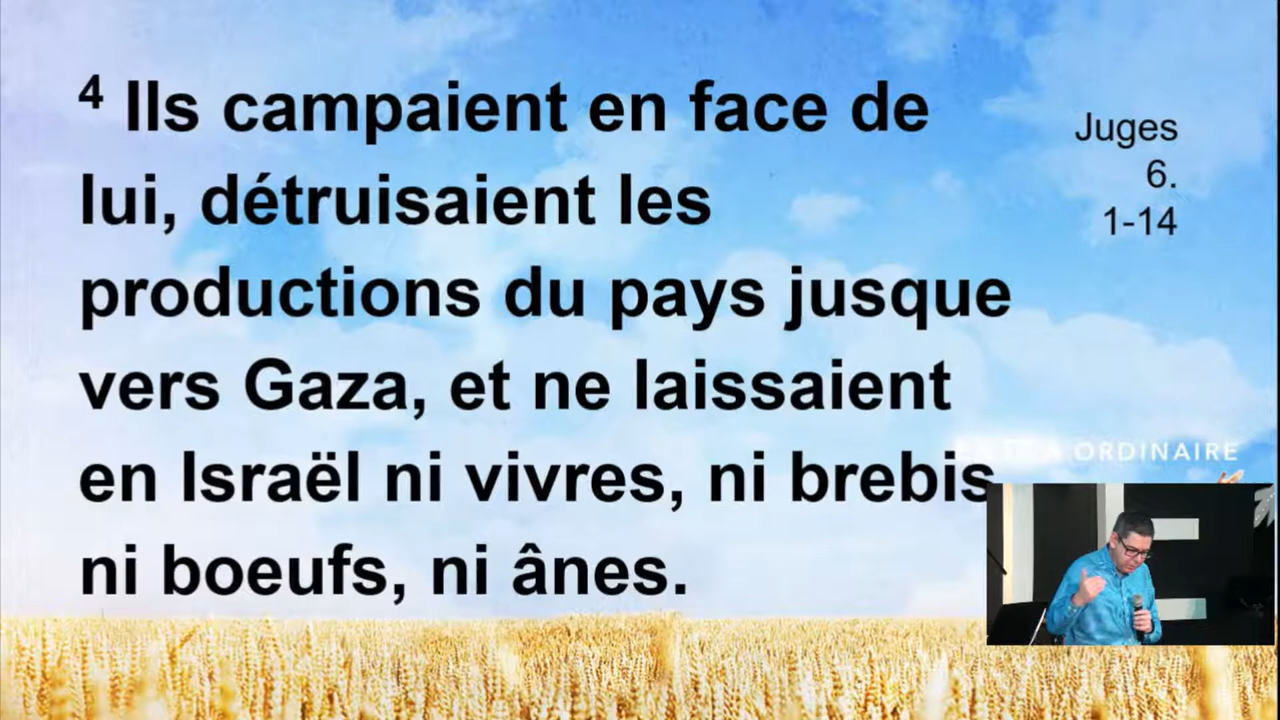 4 Ils campaient en face de
lui, détruisaient les
productions du pays jusque
vers Gaza, et ne laissaient
en Israël ni vivres, ni brebis
ni boeufs, ni ânes.
Juges
6.
1-14
ORDINAIRE